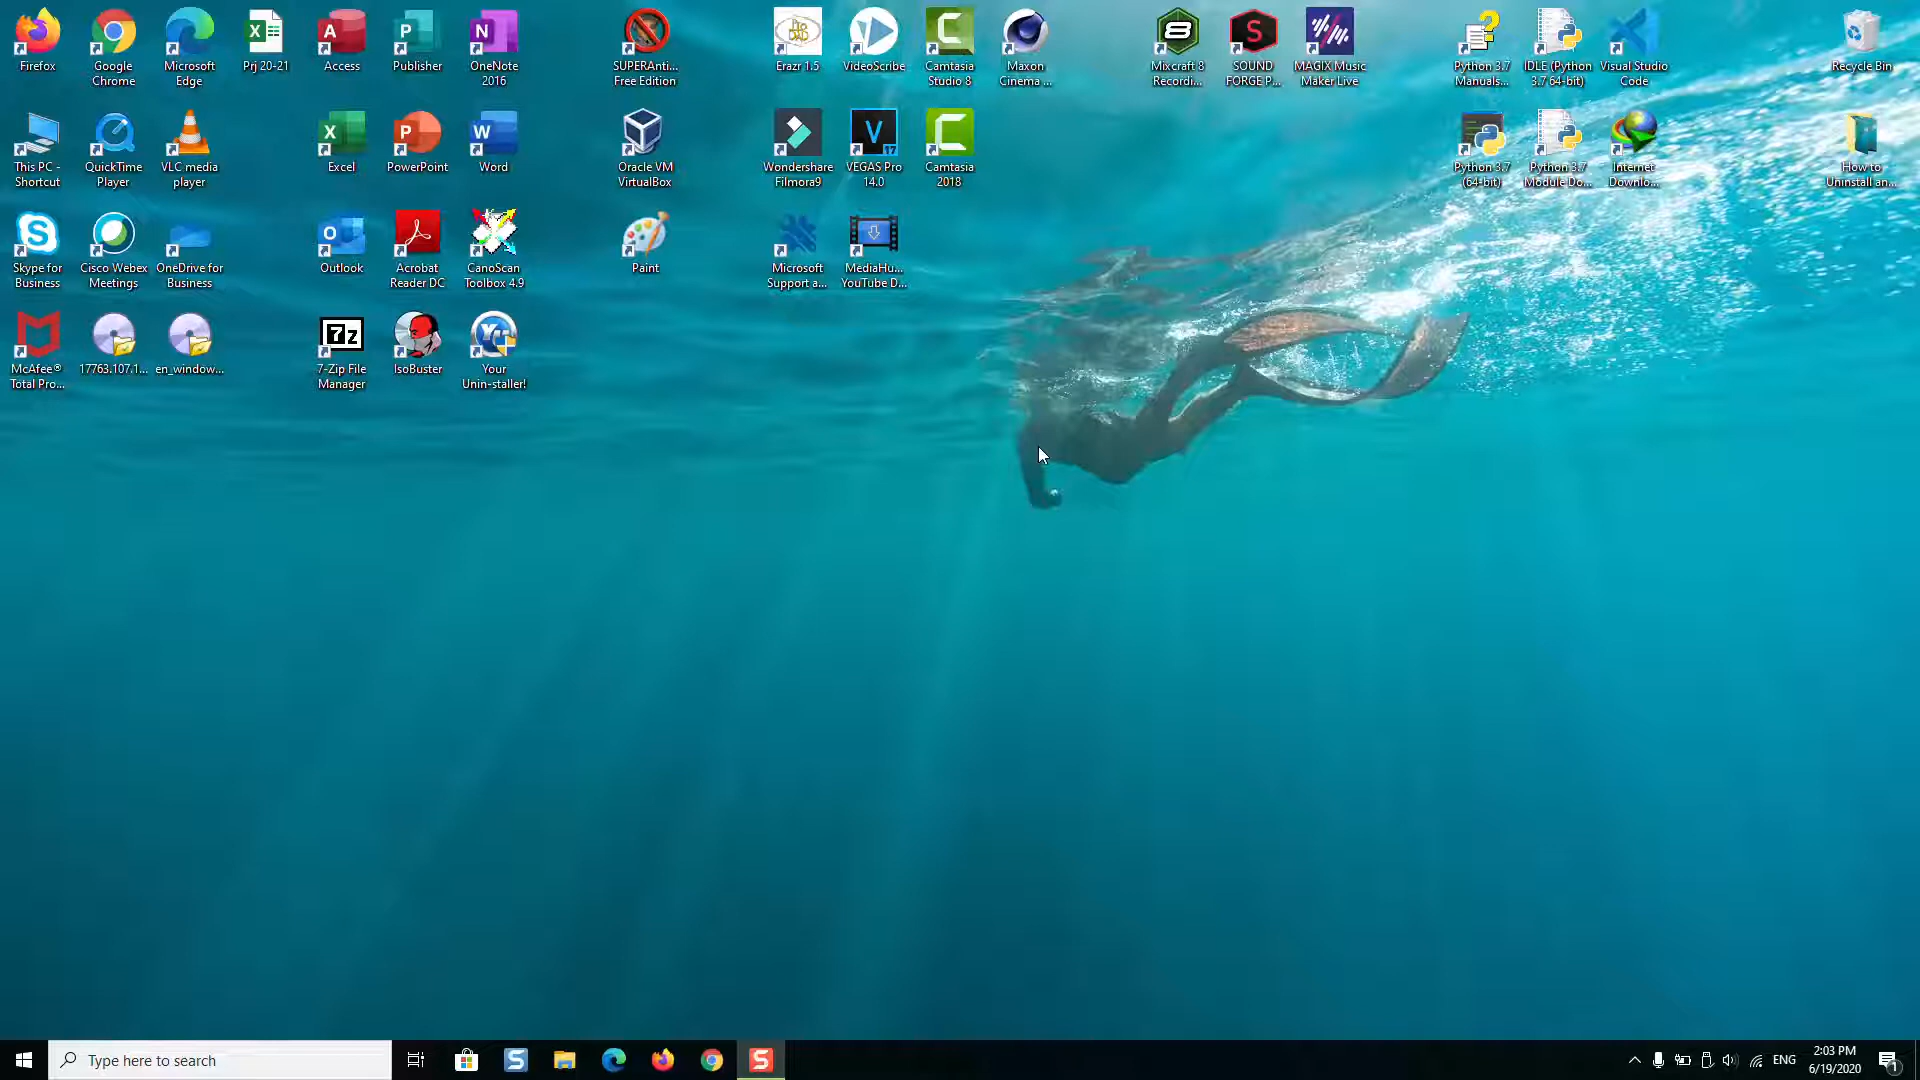 Firefox
Google
Chrome
Microsoft
Edge
Prj 20-21
Access
Publisher
OneNote
2016
SUPERAnti...
Free Edition
Erazr 1.5
VideoScribe
Camtasia
Studio 8
Maxon
Cinema ...
Mixcraft 8
Recordi...
SOUND
FORGE P...
MAGIX Music
Maker Live
Python 3.7
Manuals...
IDLE (Python
3.7 64-bit)
Visual Studio
Code
Recycle Bin
This PC -
Shortcut
QuickTime
Player
VLC media
player
Excel
PowerPoint
Word
Oracle VM
VirtualBox
Wondershare
Filmora9
VEGAS Pro
14.0
Camtasia
2018
Python 3.7
(64-bit)
Python 3.7
Module Do...
Internet
Downlo...
How to
Uninstall an...
Skype for
Business
Cisco Webex
Meetings
OneDrive for
Business
Outlook
Acrobat
Reader DC
CanoScan
Toolbox 4.9
Paint
Microsoft
Support a...
MediaHu...
YouTube D...
McAfee®
Total Pro...
17763.107.1...
en_window...
7-Zip File
Manager
IsoBuster
Your
Unin-staller!
Type here to search
ENG
2:03 PM
6/19/2020
1